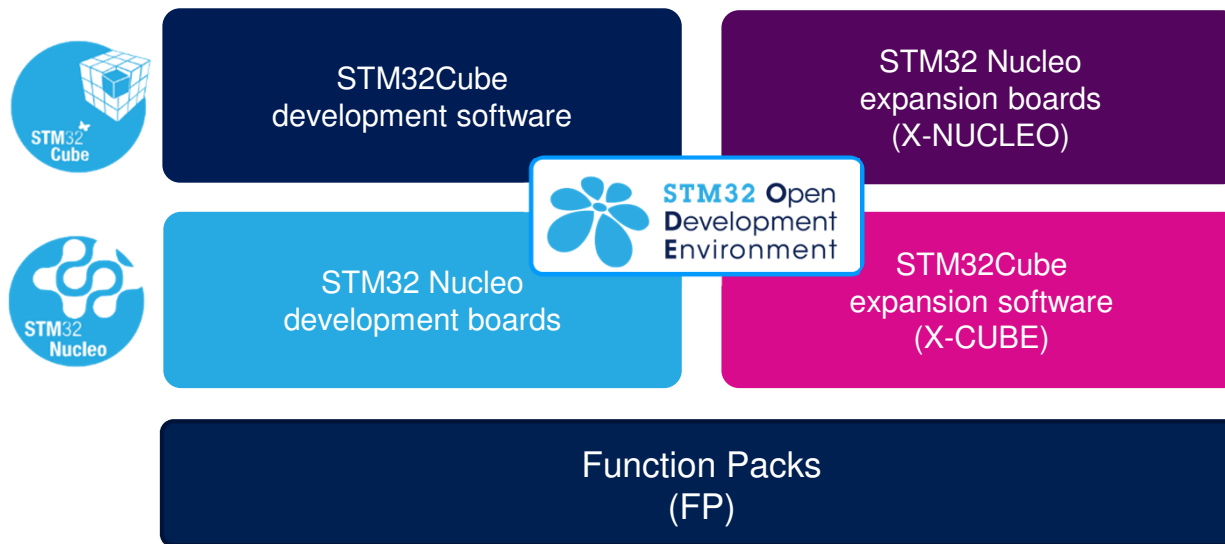 STM32
Cube
STM32Cube
development software
STM32 Nucleo
expansion boards
(X-NUCLEO)
STM32 Open
Development
Environment
STM32
Nucleo
STM32 Nucleo
development boards
STM32Cube
expansion software
(X-CUBE)
Function Packs
(FP)